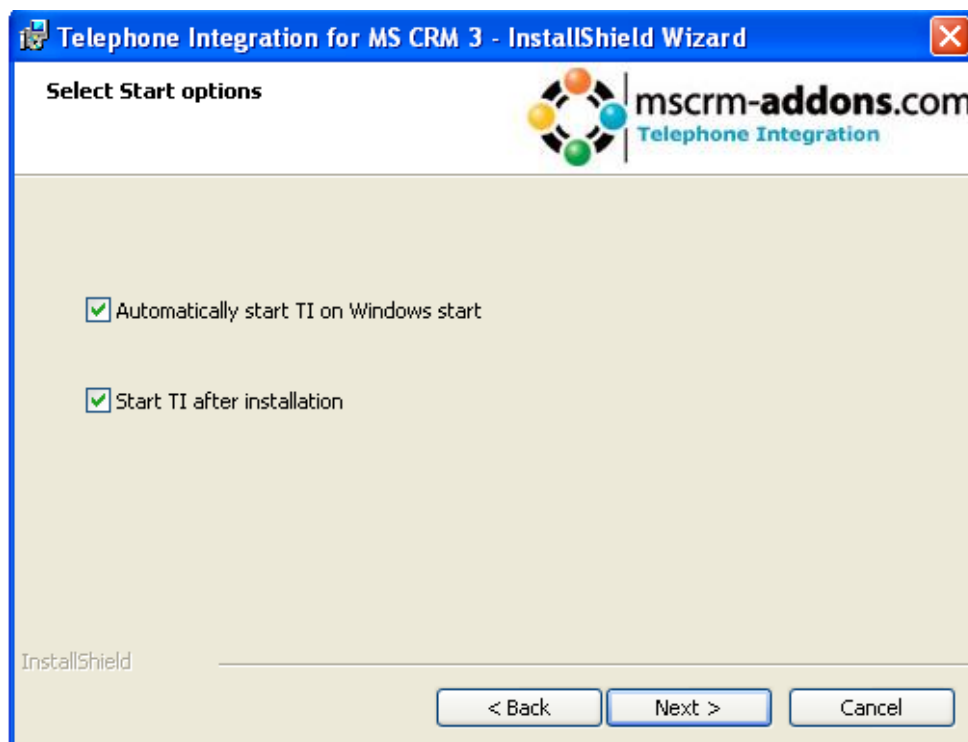 Telephone Integration for MS CRM 3 - InstallShield Wizard
Select Start options
mscrm-addons.com
Telephone Integration
Automatically start TI on Windows start
Start TI after installation
InstallShield
< Back
Next >
Cancel